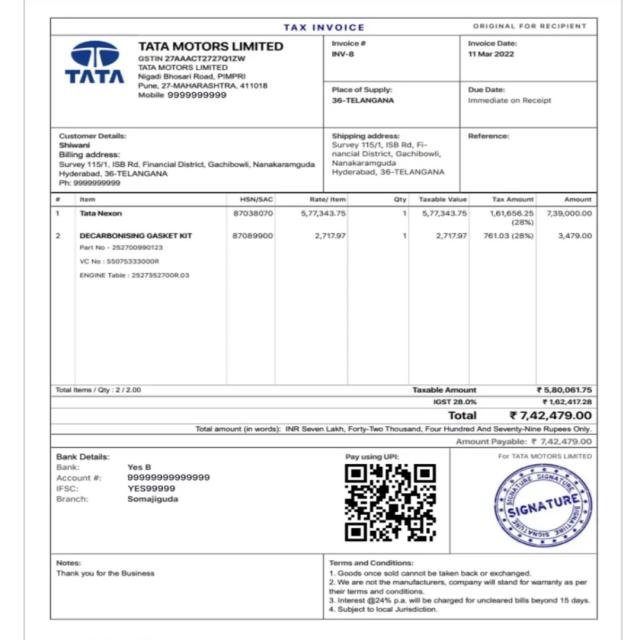 TAX INVOICE
ORIGINAL FOR RECIPIENT
TATA
TATA MOTORS LIMITED
GSTIN 27AAACT2727Q1ZW
TATA MOTORS LIMITED
Nigadi Bhosari Road, PIMPRI
Pune, 27-MAHARASHTRA, 411018
Mobile 9999999999
Invoice #
INV-8
Invoice Date:
11 Mar 2022
Place of Supply:
36-TELANGANA
Due Date:
Immediate on Receipt
Customer Details:
Shiwani
Billing address:
Survey 115/1, ISB Rd, Financial District, Gachibowli, Nanakaramguda
Hyderabad, 36-TELANGANA
Ph: 9999999999
Shipping address:
Survey 115/1, ISB Rd, Fi-
nancial District, Gachibowli,
Nanakaramguda
Hyderabad, 36-TELANGANA
Reference:
# Item HSN/SAC Rate/ Item Qty Taxable Value Tax Amount Amount
1 Tata Nexon 87038070 5,77,343.75 1 5,77,343.75 1,61,656.25 7,39,000.00
(28%)
2 DECARBONISING GASKET KIT 87089900 2,717.97 1 2,717.97 761.03 (28%) 3,479.00
Part No - 252700990123
VC No : 55075333000R
ENGINE Table : 2527352700R.03
Total Items / Qty : 2 / 2.00
Taxable Amount ₹ 5,80,061.75
IGST 28.0% ₹ 1,62,417.28
Total ₹ 7,42,479.00
Total amount (in words): INR Seven Lakh, Forty-Two Thousand, Four Hundred And Seventy-Nine Rupees Only.
Amount Payable: ₹ 7,42,479.00
Bank Details:
Bank: Yes B
Account #: 99999999999999
IFSC: YES99999
Branch: Somajiguda
Pay using UPI:
For TATA MOTORS LIMITED
SIGNATURE SIGNATURE
SIGNATURE
SIGNATURE SIGNATURE
Notes:
Thank you for the Business
Terms and Conditions:
1. Goods once sold cannot be taken back or exchanged.
2. We are not the manufacturers, company will stand for warranty as per
their terms and conditions.
3. Interest @24% p.a. will be charged for uncleared bills beyond 15 days.
4. Subject to local Jurisdiction.